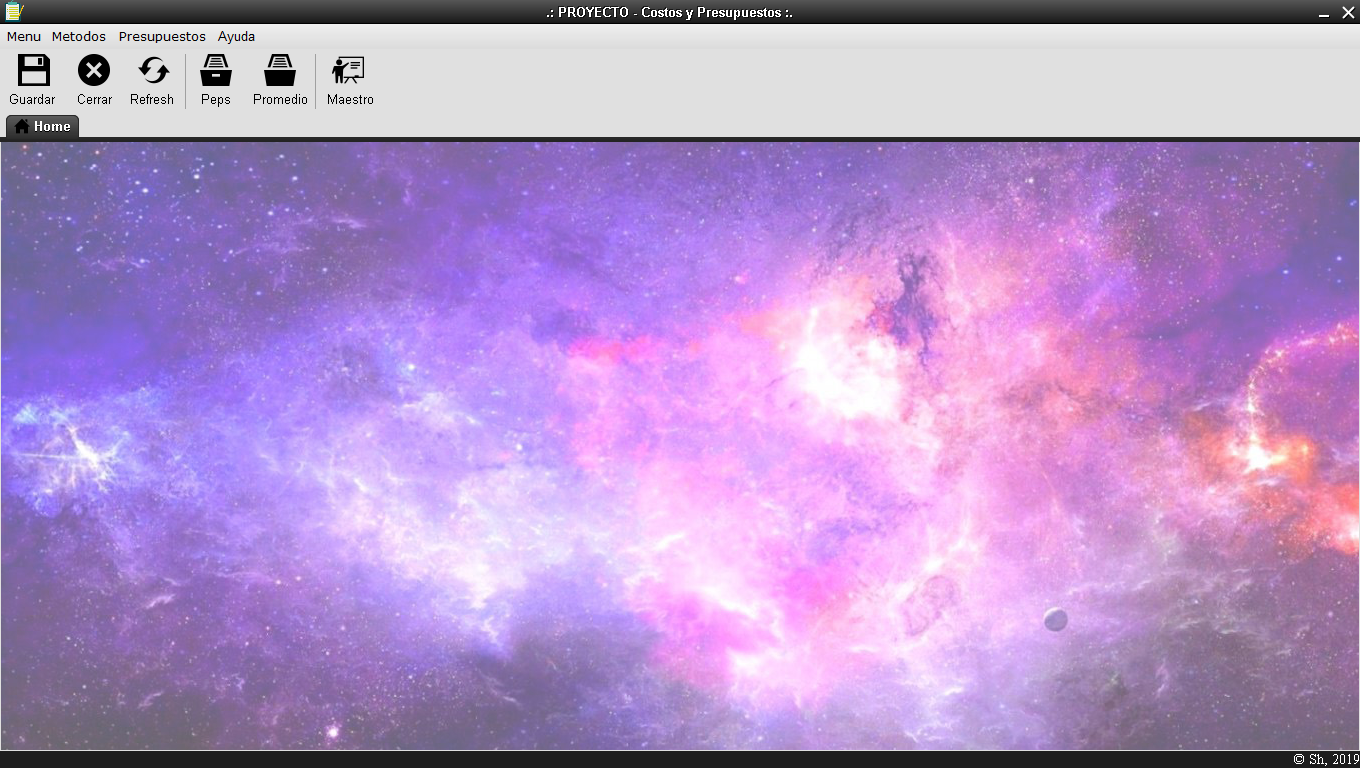 .: PROYECTO - Costos y Presupuestos :.
Menu Metodos Presupuestos Ayuda
Guardar Cerrar Refresh Peps Promedio Maestro
Home
© Sh, 2019